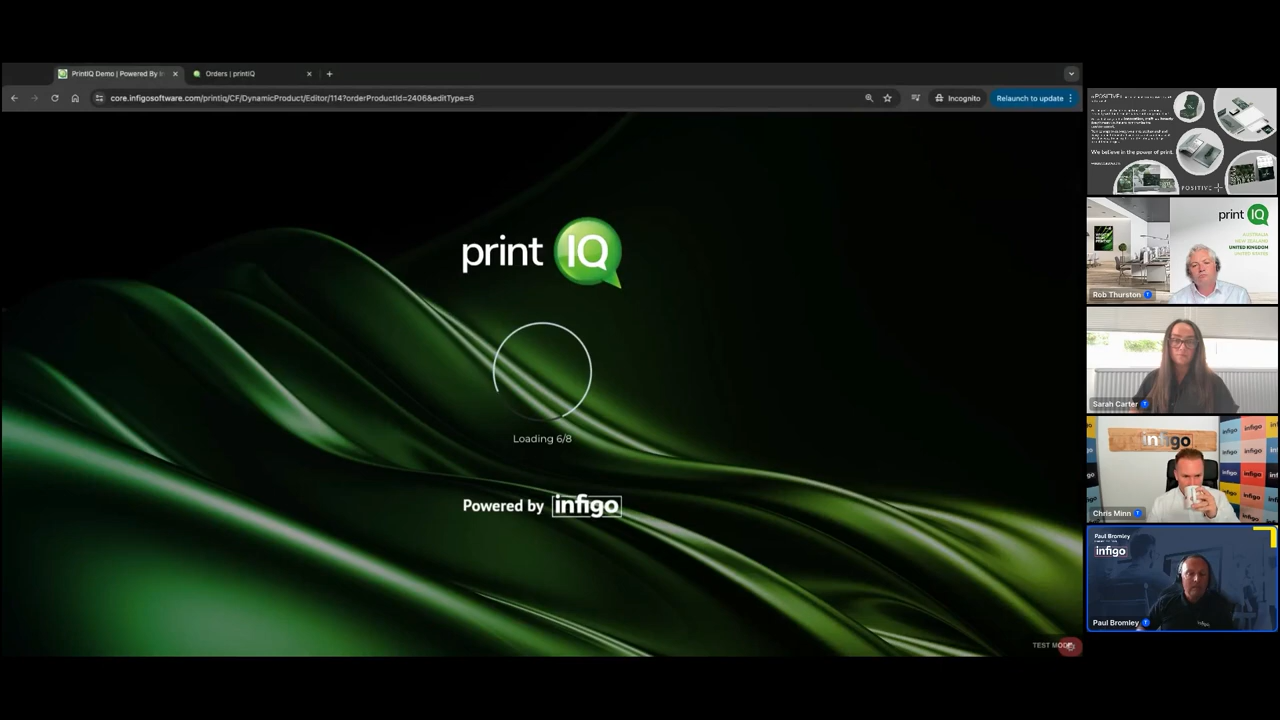 PrintIQ Demo | Powered By I
Orders | printIQ
core.infigosoftware.com/printiq/CF/DynamicProduct/Editor/114?orderProductId=2406&editType=6
Incognito
Relaunch to update
print IQ
Loading 6/8
Powered by infigo
TEST MODE
POSITIVE
We believe in the power of print.
POSITIVE
print IQ
AUSTRALIA
NEW ZEALAND
UNITED KINGDOM
UNITED STATES
Rob Thurston
Sarah Carter
infigo
Chris Minn
Paul Bromley
infigo
Paul Bromley